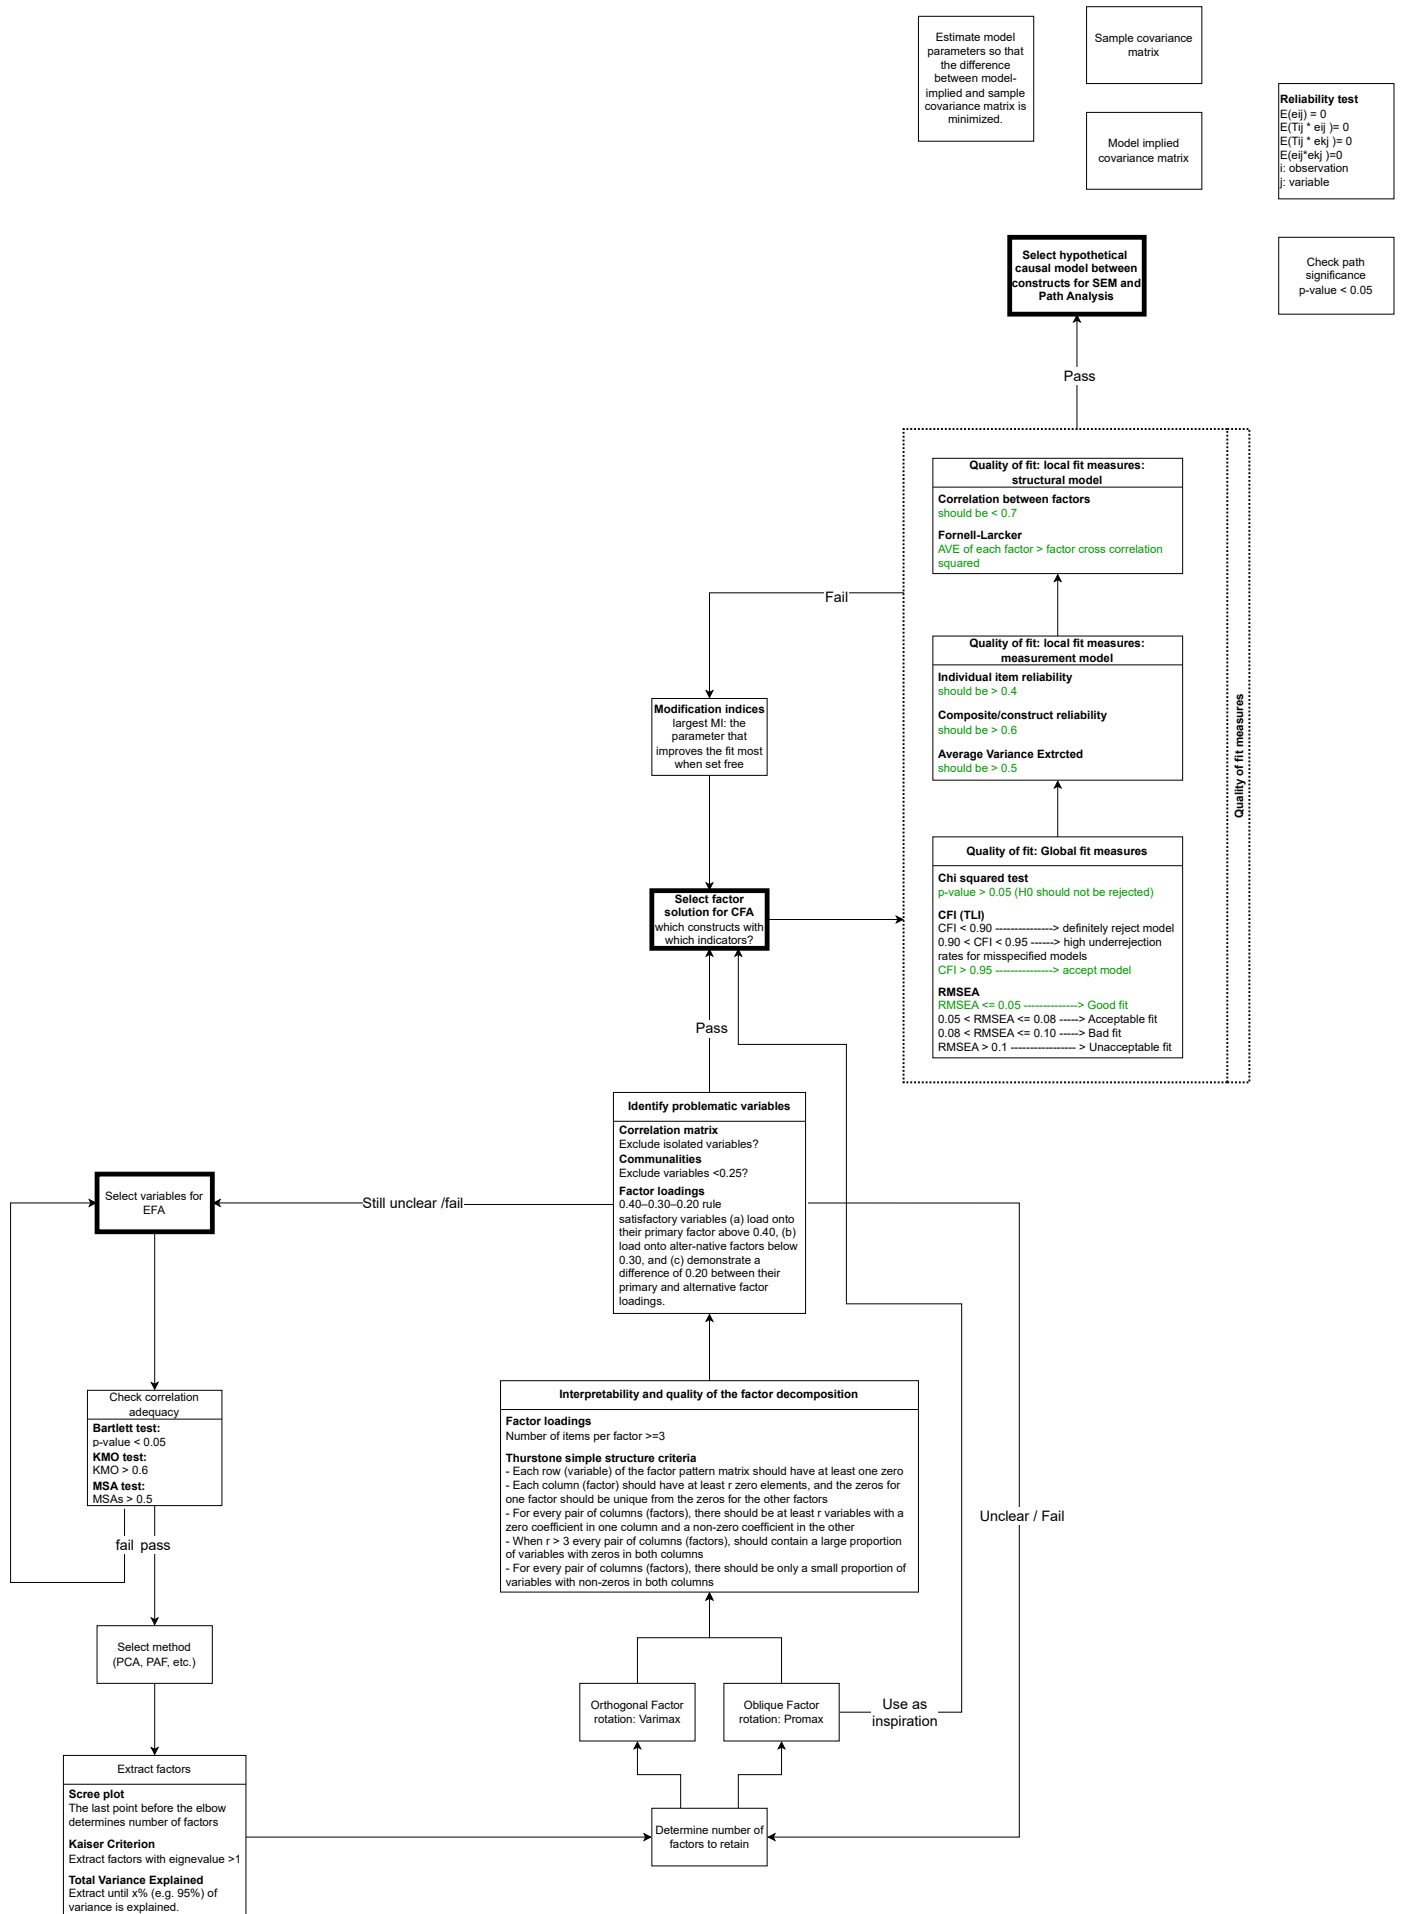 Estimate model
parameters so that
the difference
between model-
implied and sample
covariance matrix is
minimized.
Sample covariance
matrix
Model implied
covariance matrix
Reliability test
E(eij) = 0
E(Tij * eij )= 0
E(Tij * ekj )= 0
E(eij*ekj )=0
i: observation
j: variable
Select hypothetical
causal model between
constructs for SEM and
Path Analysis
Check path
significance
p-value < 0.05
Pass
Quality of fit: local fit measures:
structural model
Correlation between factors
should be < 0.7
Fornell-Larcker
AVE of each factor > factor cross correlation
squared
Fail
Quality of fit: local fit measures:
measurement model
Individual item reliability
should be > 0.4
Composite/construct reliability
should be > 0.6
Average Variance Extrcted
should be > 0.5
Quality of fit measures
Modification indices
largest MI: the
parameter that
improves the fit most
when set free
Quality of fit: Global fit measures
Chi squared test
p-value > 0.05 (H0 should not be rejected)
CFI (TLI)
CFI < 0.90 ---------------> definitely reject model
0.90 < CFI < 0.95 ------> high underrejection
rates for misspecified models
CFI > 0.95 ---------------> accept model
RMSEA
RMSEA <= 0.05 --------------> Good fit
0.05 < RMSEA <= 0.08 -----> Acceptable fit
0.08 < RMSEA <= 0.10 -----> Bad fit
RMSEA > 0.1 ----------------- > Unacceptable fit
Select factor
solution for CFA
which constructs with
which indicators?
Pass
Identify problematic variables
Correlation matrix
Exclude isolated variables?
Communalities
Exclude variables <0.25?
Factor loadings
0.40–0.30–0.20 rule
satisfactory variables (a) load onto
their primary factor above 0.40, (b)
load onto alter-native factors below
0.30, and (c) demonstrate a
difference of 0.20 between their
primary and alternative factor
loadings.
Select variables for
EFA
Still unclear /fail
Check correlation
adequacy
Bartlett test:
p-value < 0.05
KMO test:
KMO > 0.6
MSA test:
MSAs > 0.5
fail pass
Interpretability and quality of the factor decomposition
Factor loadings
Number of items per factor >=3
Thurstone simple structure criteria
- Each row (variable) of the factor pattern matrix should have at least one zero
- Each column (factor) should have at least r zero elements, and the zeros for
one factor should be unique from the zeros for the other factors
- For every pair of columns (factors), there should be at least r variables with a
zero coefficient in one column and a non-zero coefficient in the other
- When r > 3 every pair of columns (factors), should contain a large proportion
of variables with zeros in both columns
- For every pair of columns (factors), there should be only a small proportion of
variables with non-zeros in both columns
Unclear / Fail
Select method
(PCA, PAF, etc.)
Orthogonal Factor
rotation: Varimax
Oblique Factor
rotation: Promax
Use as
inspiration
Extract factors
Scree plot
The last point before the elbow
determines number of factors
Kaiser Criterion
Extract factors with eignevalue >1
Total Variance Explained
Extract until x% (e.g. 95%) of
variance is explained.
Determine number of
factors to retain